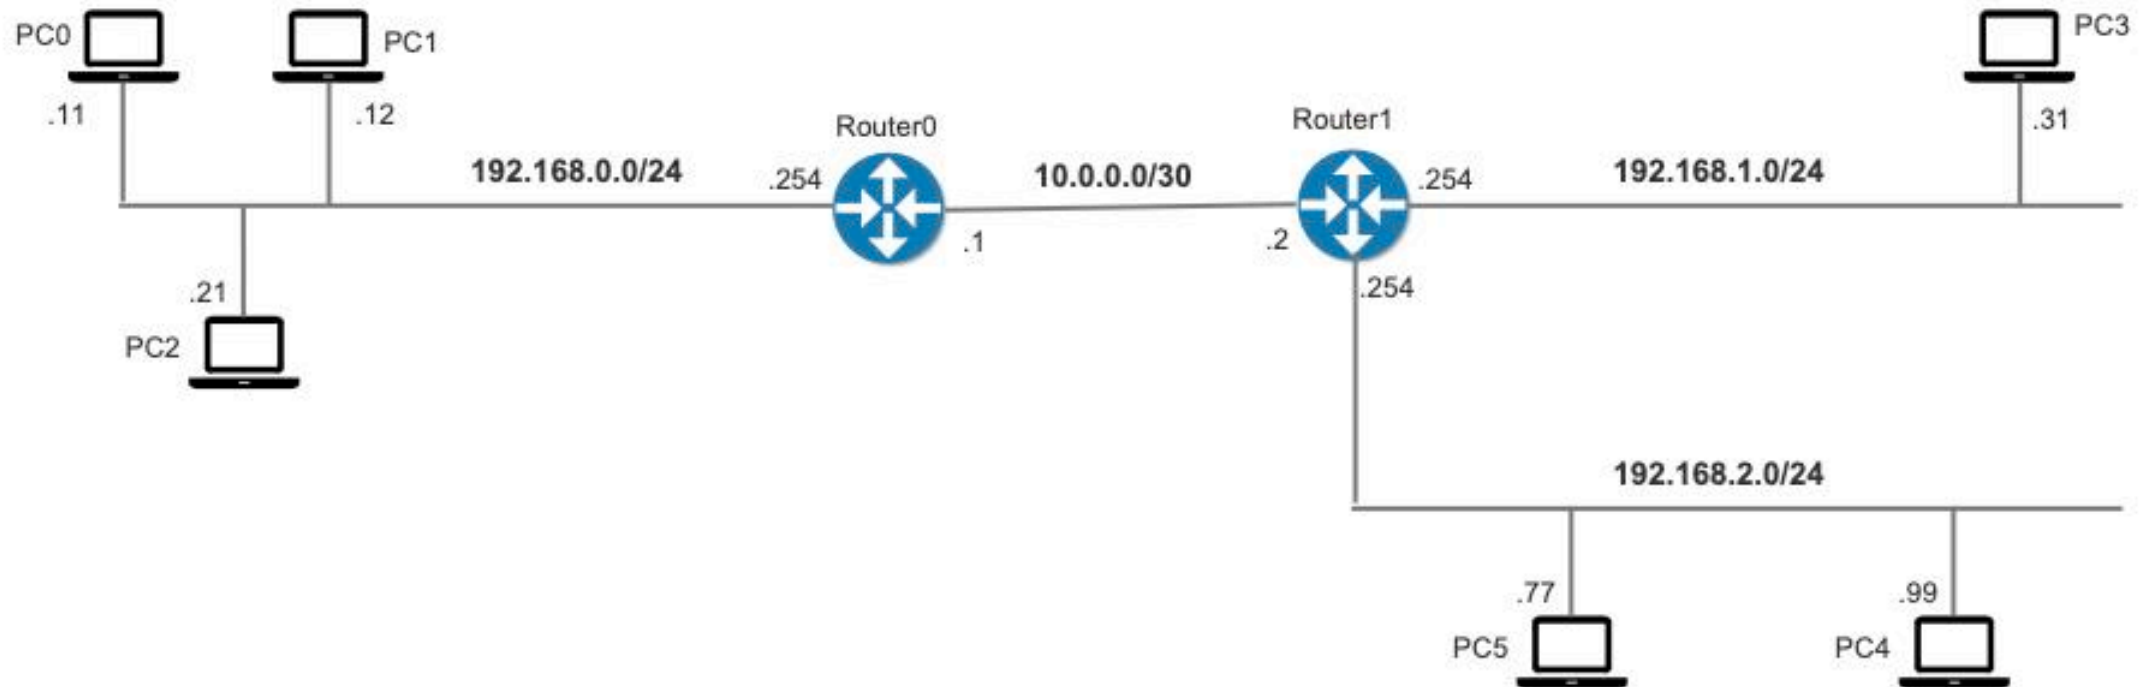 PC0
PC1
PC3
.11
.12
.31
Router0
Router1
192.168.0.0/24
.254
10.0.0.0/30
.254
192.168.1.0/24
.1
.2
.254
.21
PC2
192.168.2.0/24
.77
.99
PC5
PC4